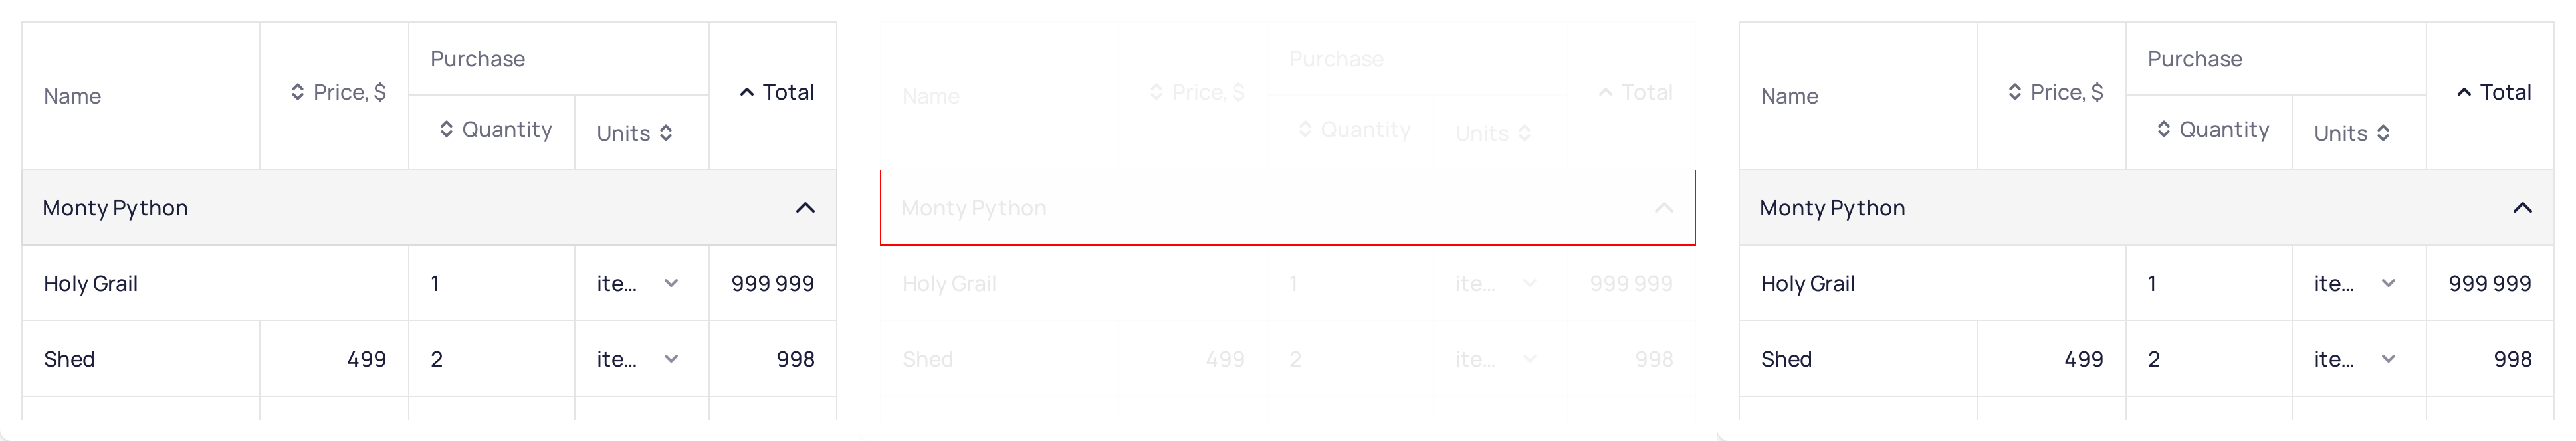 Name
Price, $
Purchase
Quantity
Units
Total
Monty Python
Holy Grail 1 ite... 999 999
Shed 499 2 ite... 998
Name
Price, $
Purchase
Quantity
Units
Total
Monty Python
Holy Grail 1 ite... 999 999
Shed 499 2 ite... 998
Name
Price, $
Purchase
Quantity
Units
Total
Monty Python
Holy Grail 1 ite... 999 999
Shed 499 2 ite... 998